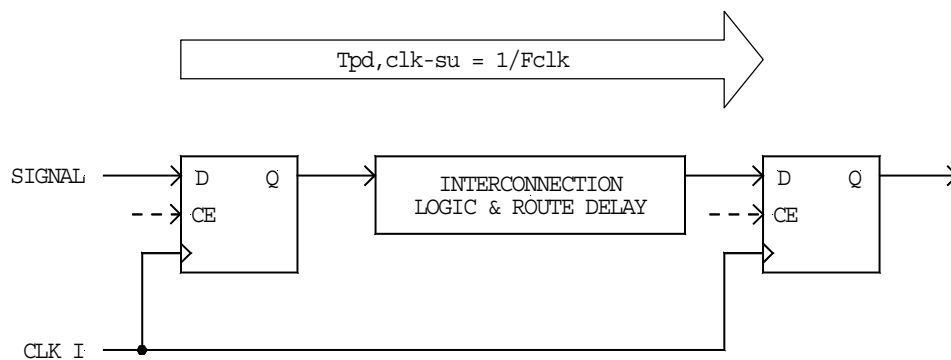 Tpd,clk-su = 1/Fclk
SIGNAL
D
Q
CE
INTERCONNECTION
LOGIC & ROUTE DELAY
D
Q
CE
CLK I